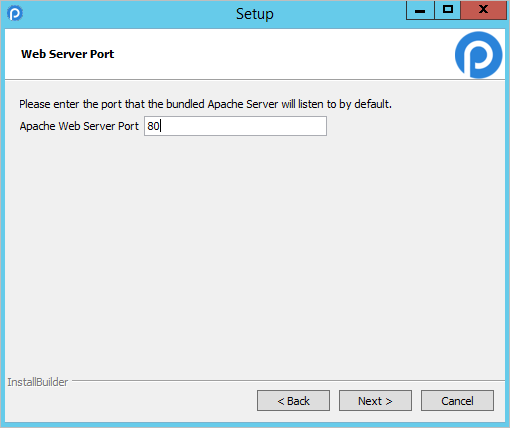 Setup
Web Server Port
Please enter the port that the bundled Apache Server will listen to by default.
Apache Web Server Port 80
InstallBuilder
< Back Next > Cancel